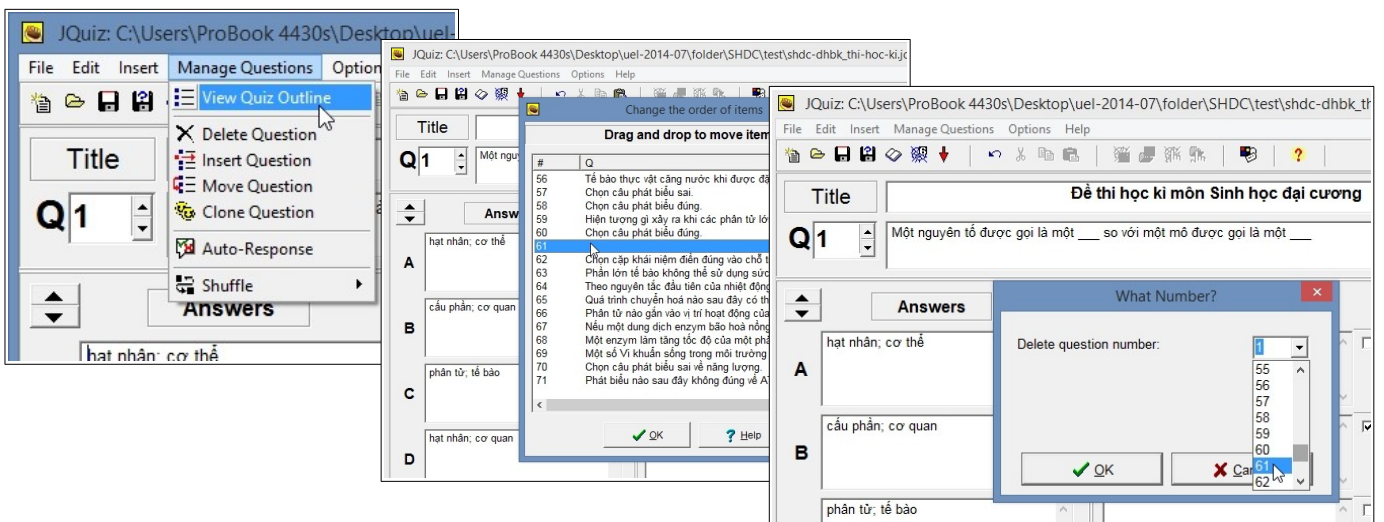 JQuiz: C:\Users\ProBook 4430s\Desktop\uel-
File Edit Insert Manage Questions Option
View Quiz Outline
Delete Question
Insert Question
Move Question
Clone Question
Auto-Response
Shuffle
Title
Q 1
Answers
hạt nhân; cơ thể
JQuiz: C:\Users\ProBook 4430s\Desktop\uel-2014-07\folder\SHDC\test\shdc-dhbk_thi-hoc-ki.jc
File Edit Insert Manage Questions Options Help
Title
Q 1
Một ngu
Answ
A
hạt nhân; cơ thể
B
cấu phần; cơ quan
C
phân tử; tế bào
D
hạt nhân; cơ quan
Change the order of items
Drag and drop to move item
# Q
56 Tế bào thực vật căng nước khi được đặ
57 Chọn câu phát biểu sai.
58 Chọn câu phát biểu đúng.
59 Hiện tượng gì xảy ra khi các phân tử lớ
60 Chọn câu phát biểu đúng.
61
62 Chọn cặp khái niệm điền đúng vào chỗ t
63 Phần lớn tế bào không thể sử dụng sức
64 Theo nguyên tắc đầu tiên của nhiệt động
65 Quá trình chuyển hoá nào sau đây có th
66 Phân tử nào gắn vào vị trí hoạt động của
67 Nếu một dung dịch enzym bão hoà nồng
68 Một enzym làm tăng tốc độ của một phả
69 Một số Vi khuẩn sống trong môi trường
70 Chọn câu phát biểu sai về năng lượng.
71 Phát biểu nào sau đây không đúng về A
OK Help
JQuiz: C:\Users\ProBook 4430s\Desktop\uel-2014-07\folder\SHDC\test\shdc-dhbk_th
File Edit Insert Manage Questions Options Help
Title
Đề thi học kì môn Sinh học đại cương
Q 1
Một nguyên tố được gọi là một ___ so với một mô được gọi là một ___
Answers
A
hạt nhân; cơ thể
B
cấu phần; cơ quan
phân tử; tế bào
What Number?
Delete question number: 1
55
56
57
58
59
60
61
62
OK Ca